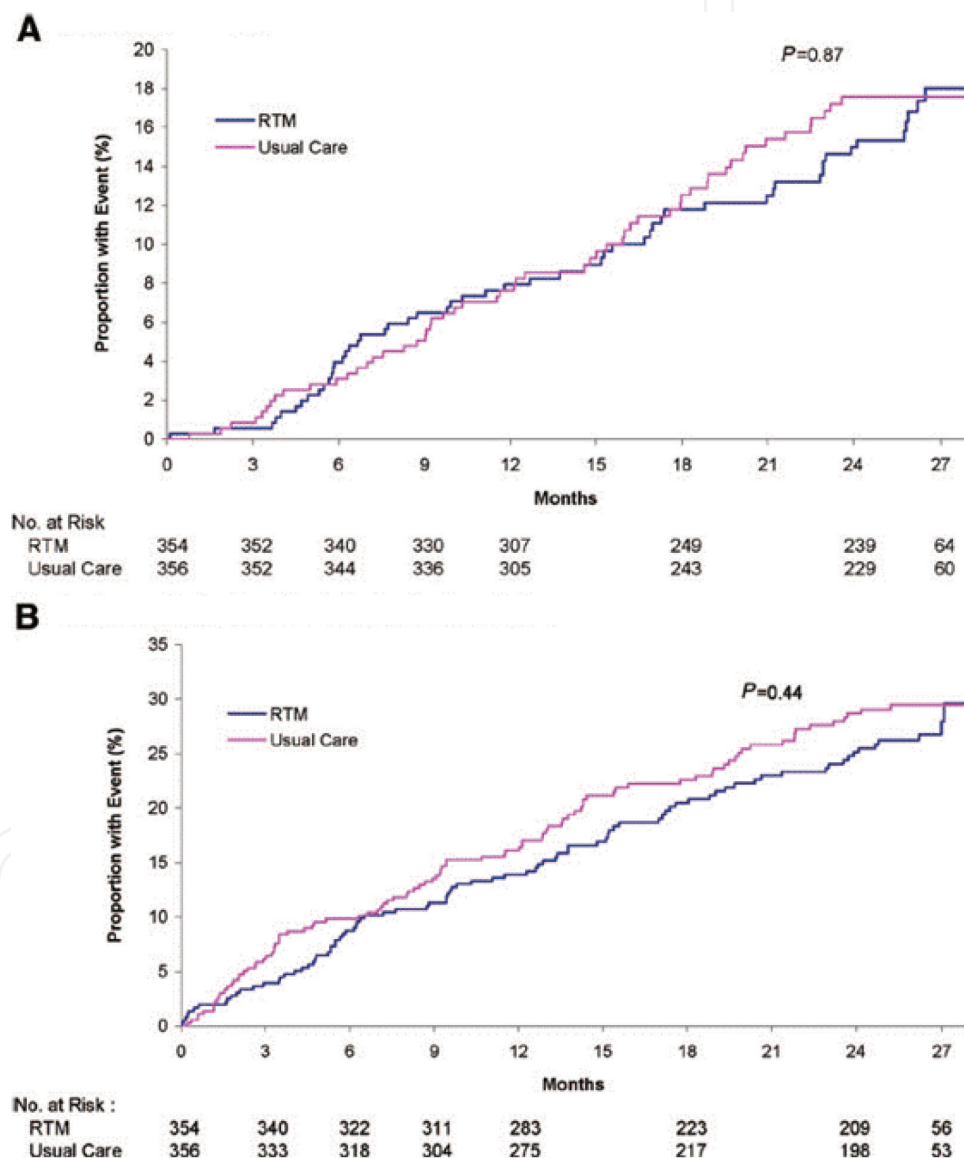 A
P=0.87
RTM
Usual Care
Proportion with Event (%)
20
18
16
14
12
10
8
6
4
2
0
0 3 6 9 12 15 18 21 24 27
Months
No. at Risk
RTM 354 352 340 330 307 249 239 64
Usual Care 356 352 344 336 305 243 229 60
B
P=0.44
RTM
Usual Care
Proportion with Event (%)
35
30
25
20
15
10
5
0
0 3 6 9 12 15 18 21 24 27
Months
No. at Risk :
RTM 354 340 322 311 283 223 209 56
Usual Care 356 333 318 304 275 217 198 53